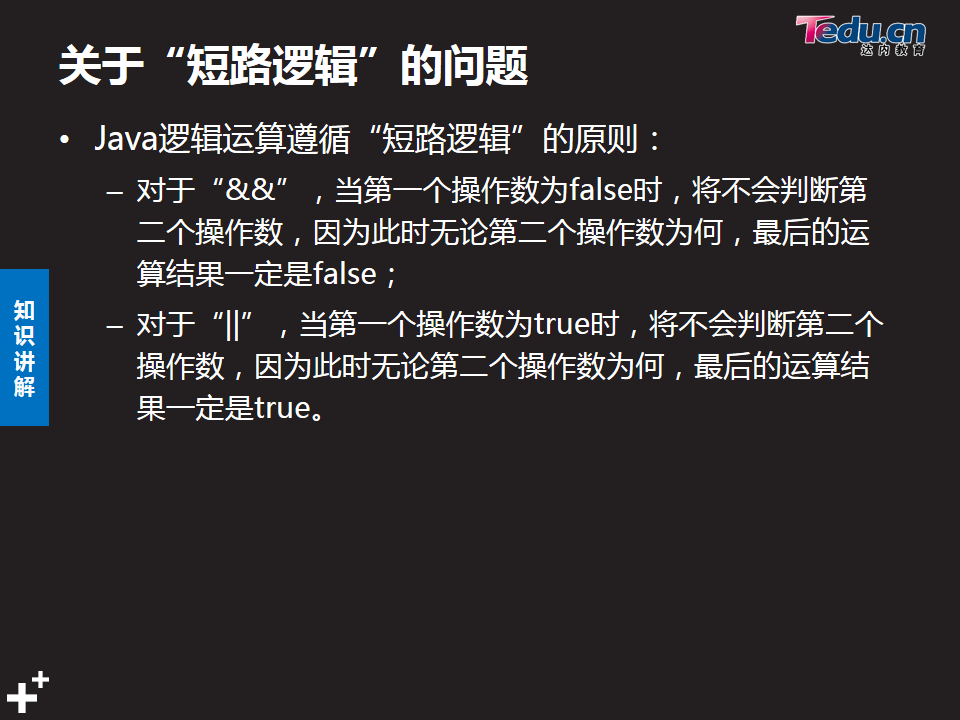 Tedu.cn
达内教育
关于“短路逻辑”的问题
• Java逻辑运算遵循“短路逻辑”的原则：
– 对于“&&”，当第一个操作数为false时，将不会判断第
二个操作数，因为此时无论第二个操作数为何，最后的运
算结果一定是false；
– 对于“||”，当第一个操作数为true时，将不会判断第二个
操作数，因为此时无论第二个操作数为何，最后的运算结
果一定是true。
知
识
讲
解